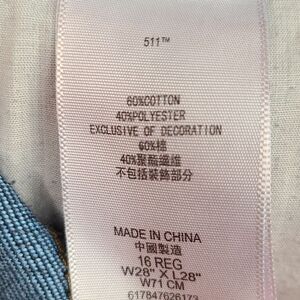 511™
60%COTTON
40%POLYESTER
EXCLUSIVE OF DECORATION
60%棉
40%聚酯纖維
不包括裝飾部分
MADE IN CHINA
中國製造
16 REG
W28" X L28"
W71 CM
617847626173